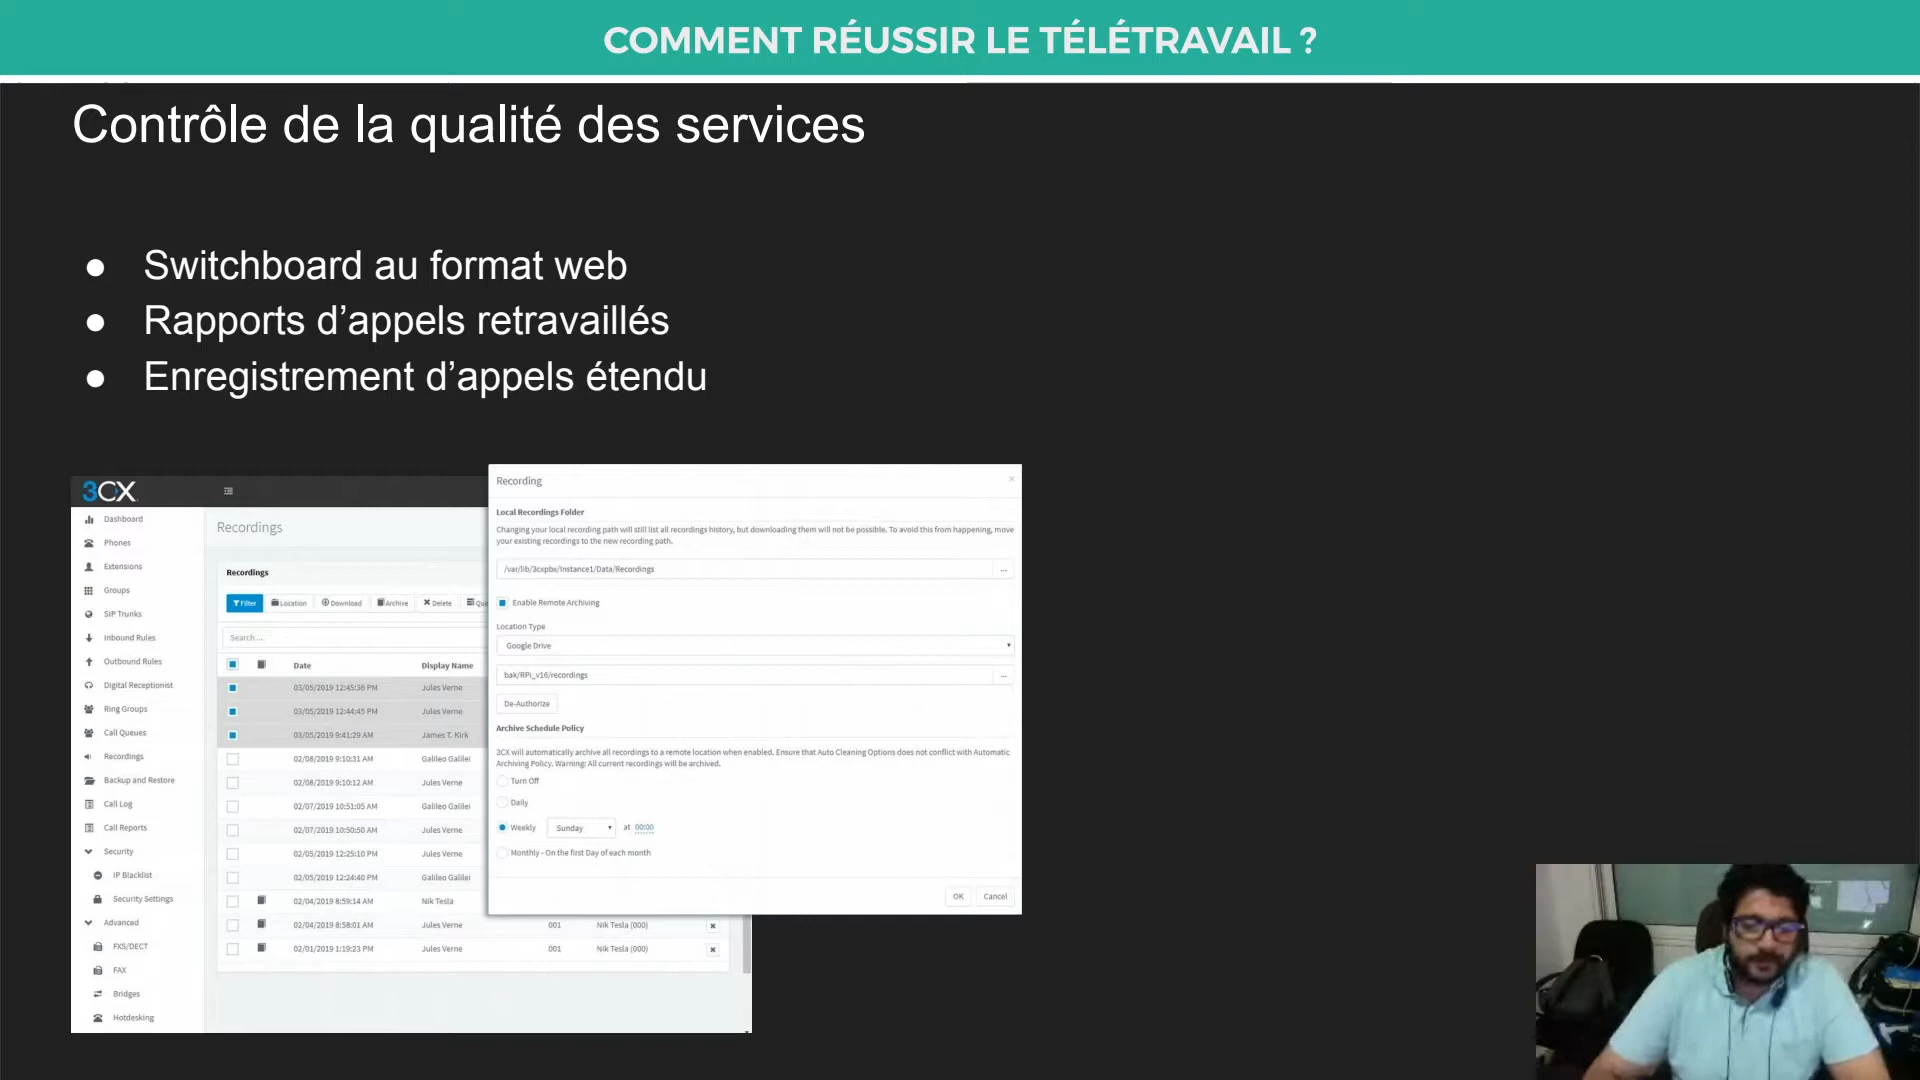 COMMENT RÉUSSIR LE TÉLÉTRAVAIL ?
Contrôle de la qualité des services
● Switchboard au format web
● Rapports d’appels retravaillés
● Enregistrement d’appels étendu
3CX
Dashboard
Phones
Extensions
Groups
SIP Trunks
Inbound Rules
Outbound Rules
Digital Receptionist
Ring Groups
Call Queues
Recordings
Backup and Restore
Call Log
Call Reports
Security
IP Blacklist
Security Settings
Advanced
FXS/DECT
FAX
Bridges
Hotdesking
Recordings
Recordings
Filter Location Download Archive Delete
Search ...
Date Display Name
03/05/2019 12:45:36 PM Jules Verne
03/05/2019 12:44:45 PM Jules Verne
03/05/2019 9:41:29 AM James T. Kirk
02/08/2019 9:10:31 AM Galileo Galilei
02/08/2019 9:10:12 AM Jules Verne
02/07/2019 10:51:05 AM Galileo Galilei
02/07/2019 10:50:50 AM Jules Verne
02/05/2019 12:25:10 PM Jules Verne
02/05/2019 12:24:40 PM Galileo Galilei
02/04/2019 8:59:14 AM Nik Tesla
02/04/2019 8:58:01 AM Jules Verne 001 Nik Tesla (000)
02/01/2019 1:19:23 PM Jules Verne 001 Nik Tesla (000)
Recording
Local Recordings Folder
Changing your local recording path will still list all recordings history, but downloading them will not be possible. To avoid this from happening, move
your existing recordings to the new recording path.
/var/lib/3cxpbx/Instance1/Data/Recordings ...
Enable Remote Archiving
Location Type
Google Drive
bak/RPi_v16/recordings ...
De-Authorize
Archive Schedule Policy
3CX will automatically archive all recordings to a remote location when enabled. Ensure that Auto Cleaning Options does not conflict with Automatic
Archiving Policy. Warning: All current recordings will be archived.
Turn Off
Daily
Weekly Sunday at 00:00
Monthly - On the first Day of each month
OK Cancel